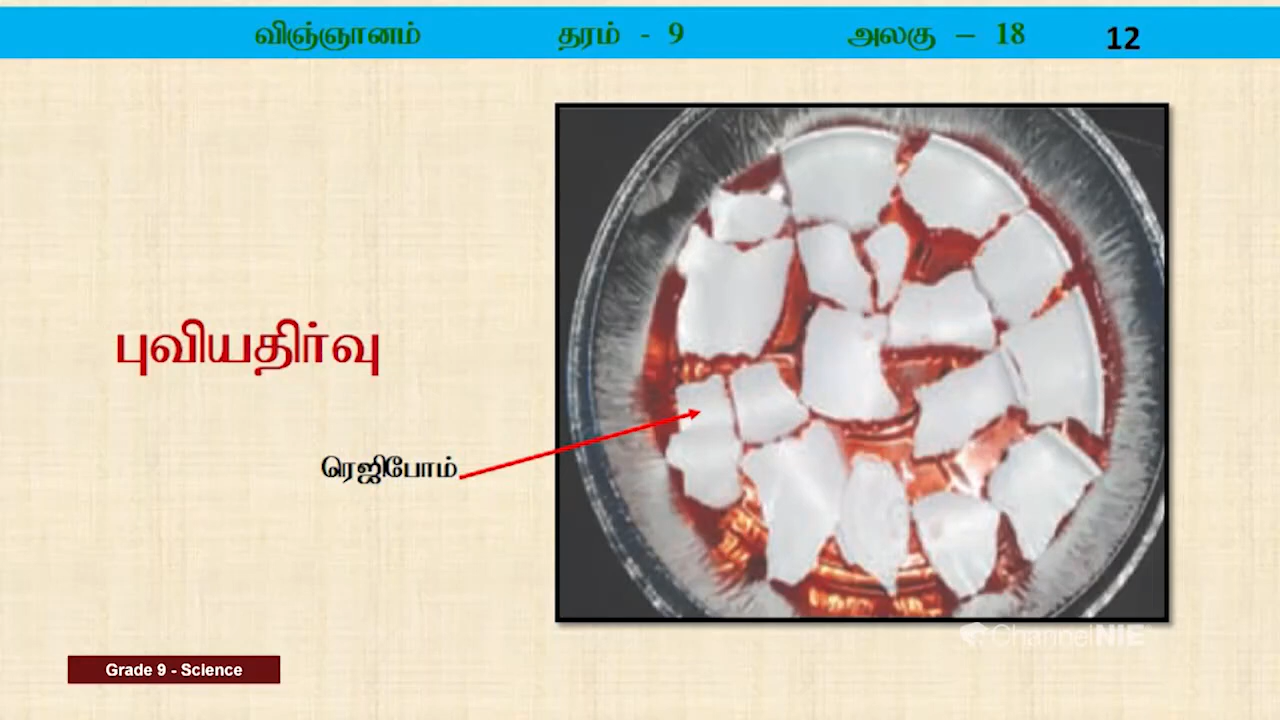 விஞ்ஞானம் தரம் - 9 அலகு – 18 12
புவியதிர்வு
ரெஜிபோம்
ChannelNIE
Grade 9 - Science